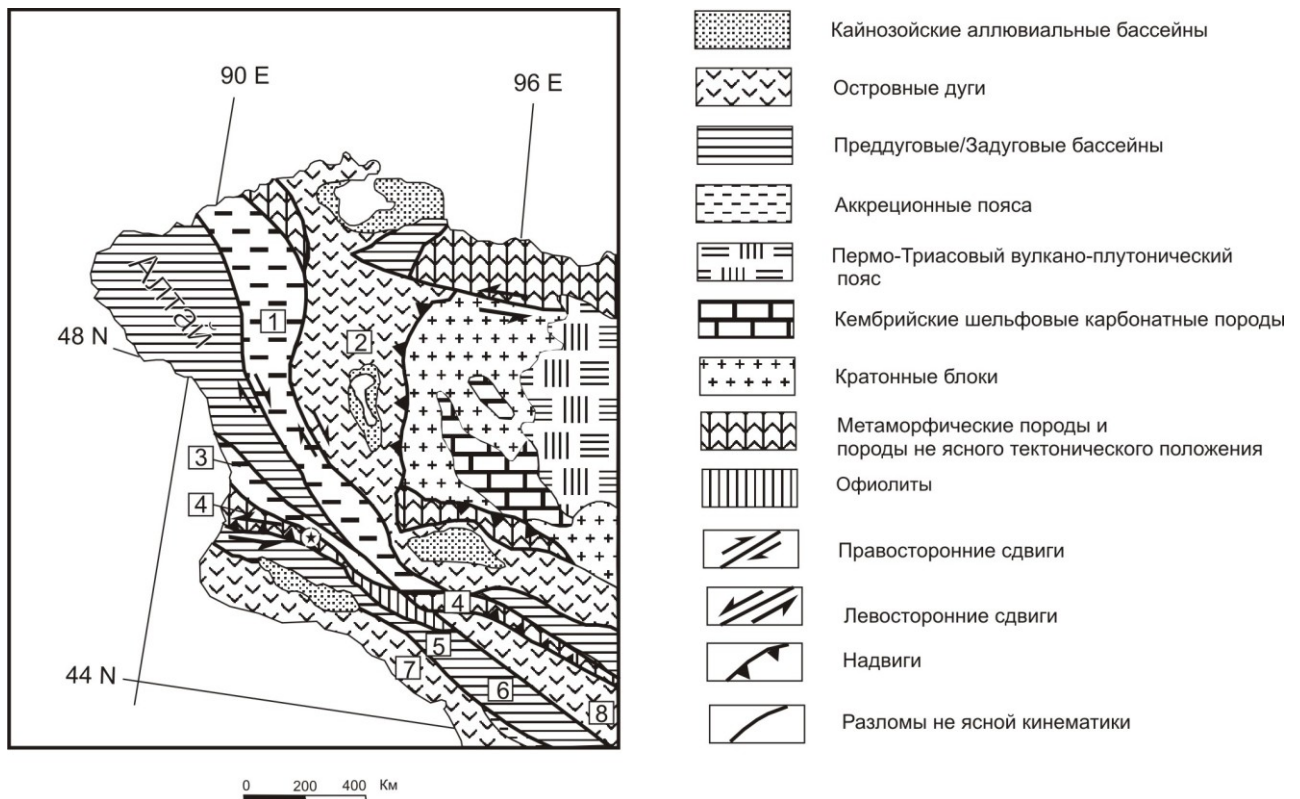 90 E
96 E
Алтай
48 N
44 N
1
2
3
4
4
5
6
7
8
0 200 400 Км
Кайнозойские аллювиальные бассейны
Островные дуги
Преддуговые/Задуговые бассейны
Аккреционные пояса
Пермо-Триасовый вулкано-плутонический
пояс
Кембрийские шельфовые карбонатные породы
Кратонные блоки
Метаморфические породы и
породы не ясного тектонического положения
Офиолиты
Правосторонние сдвиги
Левосторонние сдвиги
Надвиги
Разломы не ясной кинематики